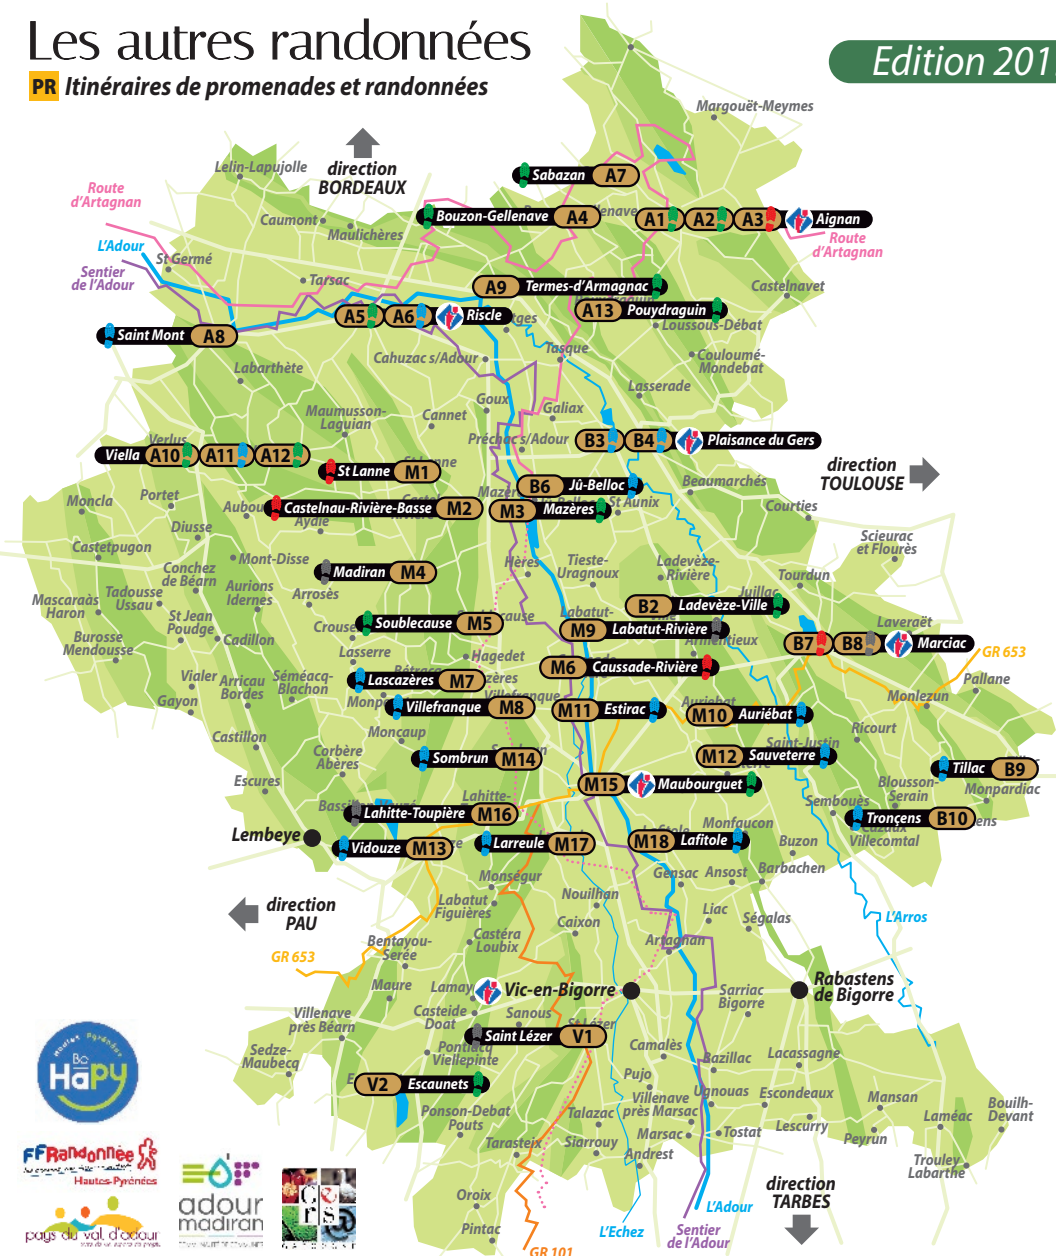 Les autres randonnées
PR Itinéraires de promenades et randonnées
Edition 201
Margouët-Meymes
direction
BORDEAUX
Lelin-Lapujolle
Sabazan A7
Route
d'Artagnan
Caumont
Maulichères
Bouzon-Gellenave A4
A1 A2 A3 Aignan
Route
d'Artagnan
L'Adour
St Germé
Sentier
de l'Adour
Tarsac
A9 Termes-d'Armagnac
Castelnavet
A5 A6 Riscle
A13 Pouydraguin
Loussous-Débat
Saint Mont A8
Cahuzac s/Adour
Tasque
Couloumé-
Mondebat
Labarthète
Lasserade
Maumusson-
Laguian
Cannet
Goux
Galiax
Verlus
Préchac s/Adour
B3 B4 Plaisance du Gers
Viella A10 A11 A12
St Lanne M1
direction
TOULOUSE
B6 Jû-Belloc
Beaumarchés
Moncla
Portet
Castelnau-Rivière-Basse M2
M3 Mazères
St Aunix
Courties
Aydie
Diusse
Castetpugon
Mont-Disse
Scieurac
et Flourès
Conchez
de Béarn
Madiran M4
Hères
Tieste-
Uragnoux
Ladevèze-
Rivière
Tourdun
Mascaraàs
Haron
Tadousse
Ussau
Aurions
Idernes
Arrosès
Juillac
B2 Ladevèze-Ville
St Jean
Poudge
Soublecause M5
Labatut-
M9 Labatut-Rivière
Laveraët
Burosse
Mendousse
Cadillon
Armentieux
B7 B8 Marciac
Lasserre
Hagedet
M6 Caussade-Rivière
GR 653
Vialer
Arricau
Bordes
Séméacq-
Blachon
Lascazères M7
Pallane
Gayon
Villefranque M8
M11 Estirac
M10 Auriébat
Monlezun
Moncaup
Ricourt
Castillon
Corbère
Abères
Sombrun M14
Saint-Justin
M12 Sauveterre
Tillac B9
Escures
M15 Maubourguet
Blousson-
Serain
Monpardiac
Lahitte-
Lahitte-Toupière M16
Sembouès
Tronçens B10
Lembeye
Vidouze M13
Larreule M17
M18 Lafitole
Monfaucon
Buzon
Cazaux
Villecomtal
Monségur
Gensac
Ansost
Barbachen
Nouilhan
direction
PAU
Labatut
Figuières
Liac
Ségalas
L'Arros
Caixon
Castéra
Loubix
Artagnan
Bentayou-
Serée
GR 653
Maure
Lamay
Vic-en-Bigorre
Rabastens
de Bigorre
Sarriac
Bigorre
Villenave
près Béarn
Casteide
Doat
Sanous
St Lézer
Saint Lézer V1
Sedze-
Maubecq
Pontiacq
Viellepinte
Camalès
Bazillac
Lacassagne
V2 Escaunets
Pujo
Ugnouas
Escondeaux
Mansan
Bouilh-
Devant
Ponson-Debat
Pouts
Talazac
Villenave
près Marsac
Lescurry
Laméac
Tarasteix
Siarrouy
Marsac
Tostat
Peyrun
Andrest
Trouley
Labarthe
Oroix
direction
TARBES
Pintac
L'Echez
L'Adour
Sentier
de l'Adour
GR 101
Hautes Pyrénées
HaPy
FFRandonnée
Hautes-Pyrénées
pays du val d'adour
adour
madiran
Gers